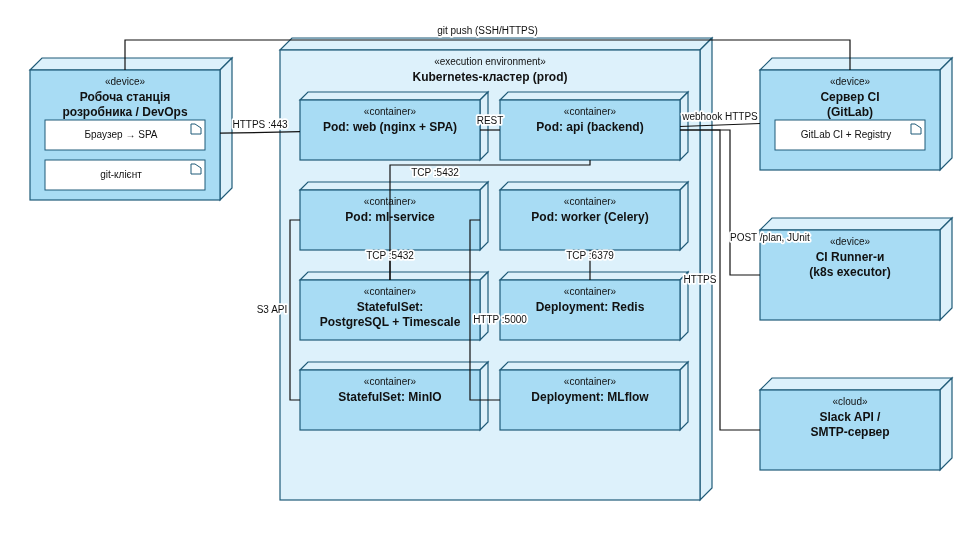 git push (SSH/HTTPS)
«device»
Робоча станція
розробника / DevOps
Браузер → SPA
git-клієнт
HTTPS :443
«execution environment»
Kubernetes-кластер (prod)
«container»
Pod: web (nginx + SPA)
REST
«container»
Pod: api (backend)
webhook HTTPS
TCP :5432
«container»
Pod: ml-service
«container»
Pod: worker (Celery)
TCP :5432
TCP :6379
«container»
StatefulSet:
PostgreSQL + Timescale
«container»
Deployment: Redis
S3 API
HTTP :5000
HTTPS
«container»
StatefulSet: MinIO
«container»
Deployment: MLflow
«device»
Сервер CI
(GitLab)
GitLab CI + Registry
POST /plan, JUnit
«device»
CI Runner-и
(k8s executor)
«cloud»
Slack API /
SMTP-сервер